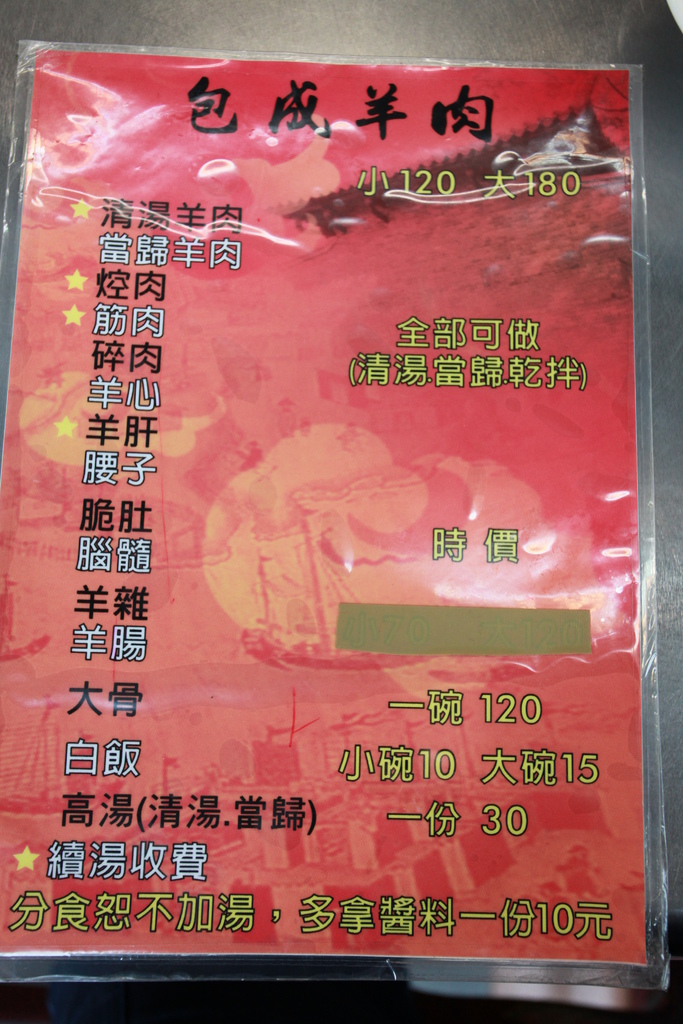 包成羊肉
小120 大180
清湯羊肉
當歸羊肉
焢肉
筋肉
全部可做
碎肉
(清湯.當歸.乾拌)
羊心
羊肝
腰子
脆肚
時價
腦髓
羊雜
小70 大
羊腸
大骨 一碗 120
白飯 小碗10 大碗15
高湯(清湯.當歸) 一份 30
續湯收費
分食恕不加湯，多拿醬料一份10元